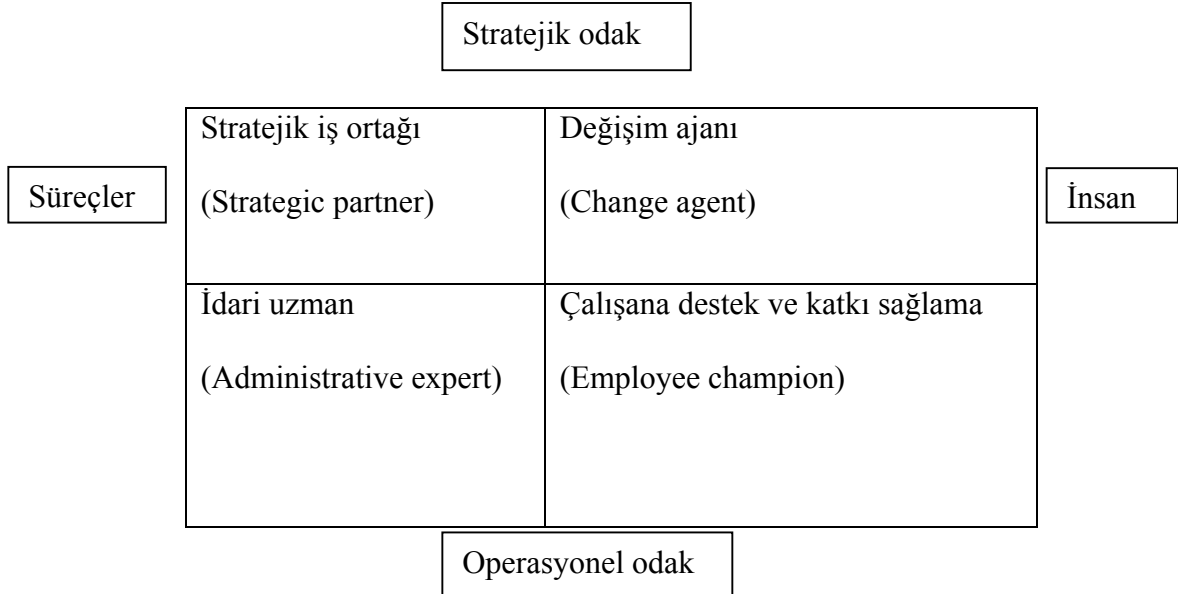 Stratejik odak
Stratejik iş ortağı
(Strategic partner)
Değişim ajanı
(Change agent)
Süreçler
İnsan
İdari uzman
(Administrative expert)
Çalışana destek ve katkı sağlama
(Employee champion)
Operasyonel odak